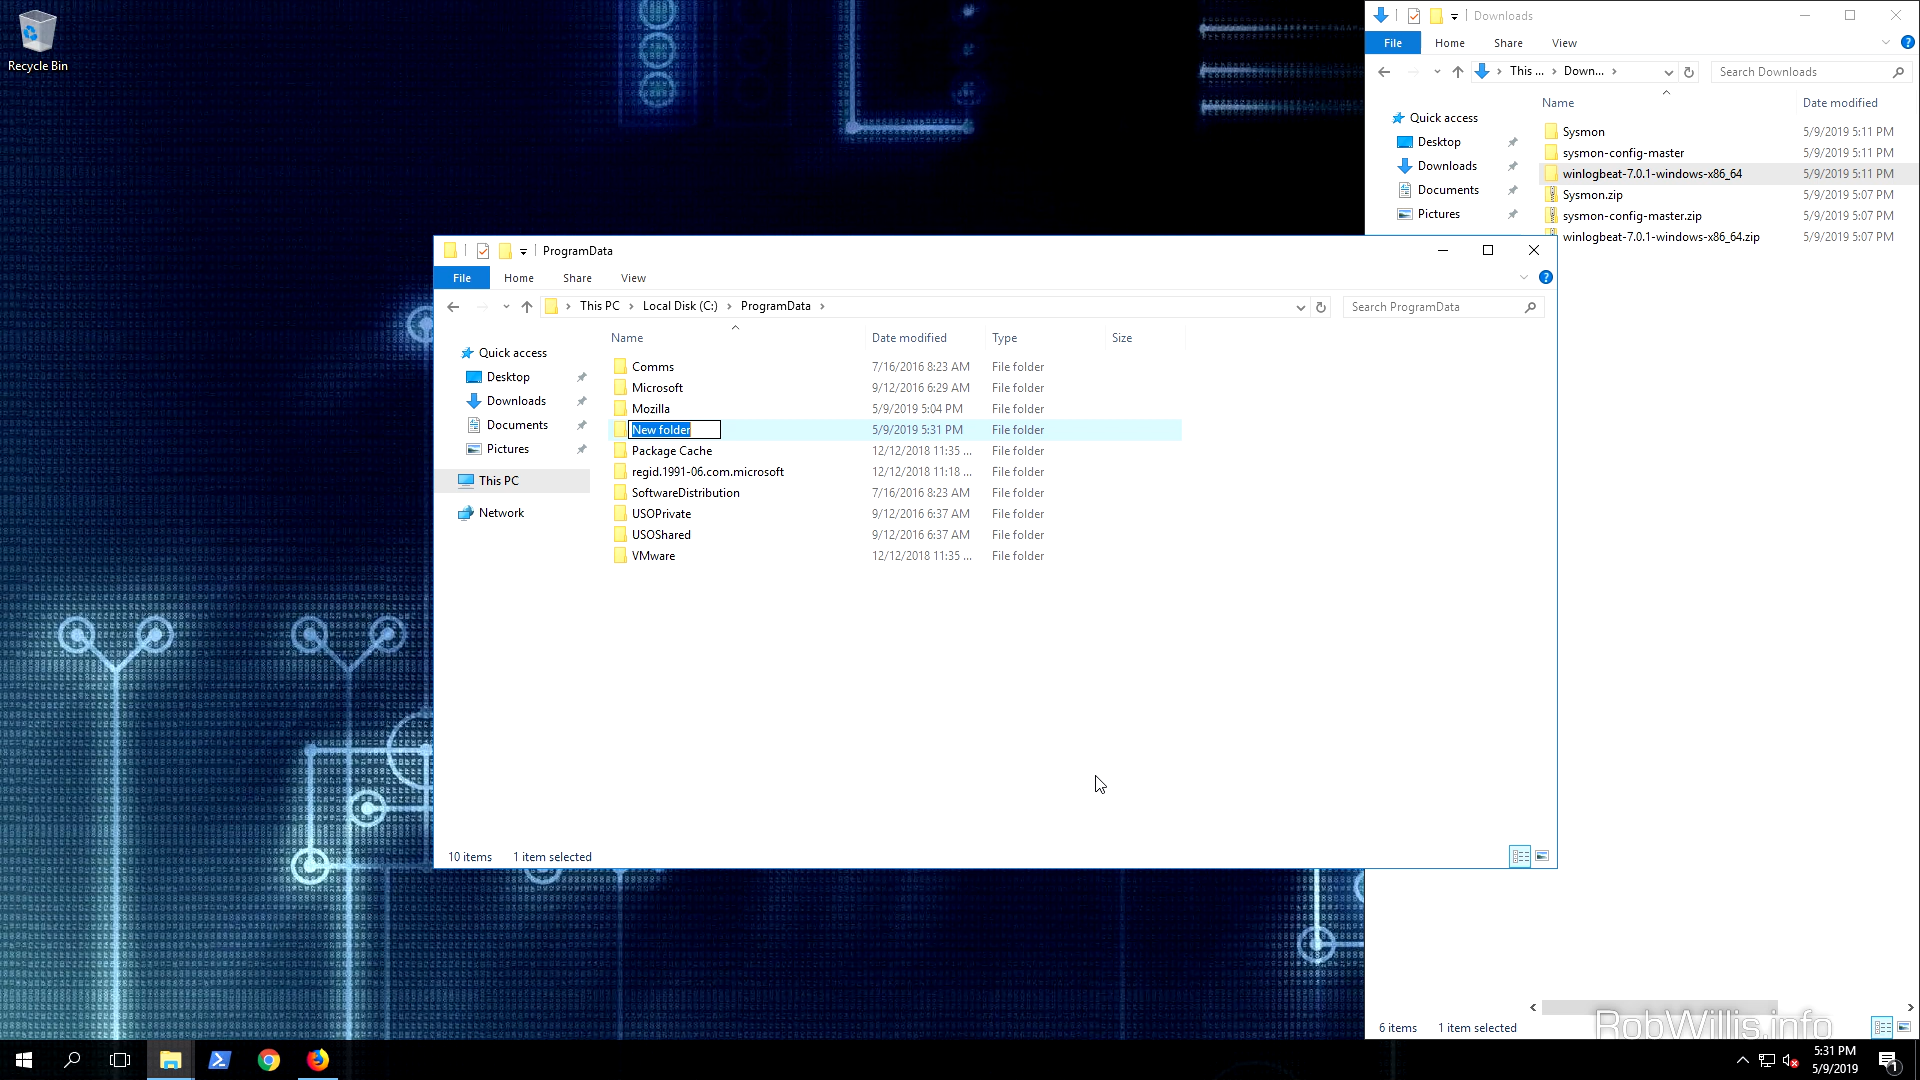 Recycle Bin
Downloads
File Home Share View
This ... Down... Search Downloads
Name Date modified
Quick access
Desktop
Downloads
Documents
Pictures
Sysmon 5/9/2019 5:11 PM
sysmon-config-master 5/9/2019 5:11 PM
winlogbeat-7.0.1-windows-x86_64 5/9/2019 5:11 PM
Sysmon.zip 5/9/2019 5:07 PM
sysmon-config-master.zip 5/9/2019 5:07 PM
winlogbeat-7.0.1-windows-x86_64.zip 5/9/2019 5:07 PM
ProgramData
File Home Share View
This PC Local Disk (C:) ProgramData Search ProgramData
Name Date modified Type Size
Quick access
Desktop
Downloads
Documents
Pictures
This PC
Network
Comms 7/16/2016 8:23 AM File folder
Microsoft 9/12/2016 6:29 AM File folder
Mozilla 5/9/2019 5:04 PM File folder
New folder 5/9/2019 5:31 PM File folder
Package Cache 12/12/2018 11:35 ... File folder
regid.1991-06.com.microsoft 12/12/2018 11:18 ... File folder
SoftwareDistribution 7/16/2016 8:23 AM File folder
USOPrivate 9/12/2016 6:37 AM File folder
USOShared 9/12/2016 6:37 AM File folder
VMware 12/12/2018 11:35 ... File folder
10 items 1 item selected
6 items 1 item selected
RobWillis.info
5:31 PM
5/9/2019
1